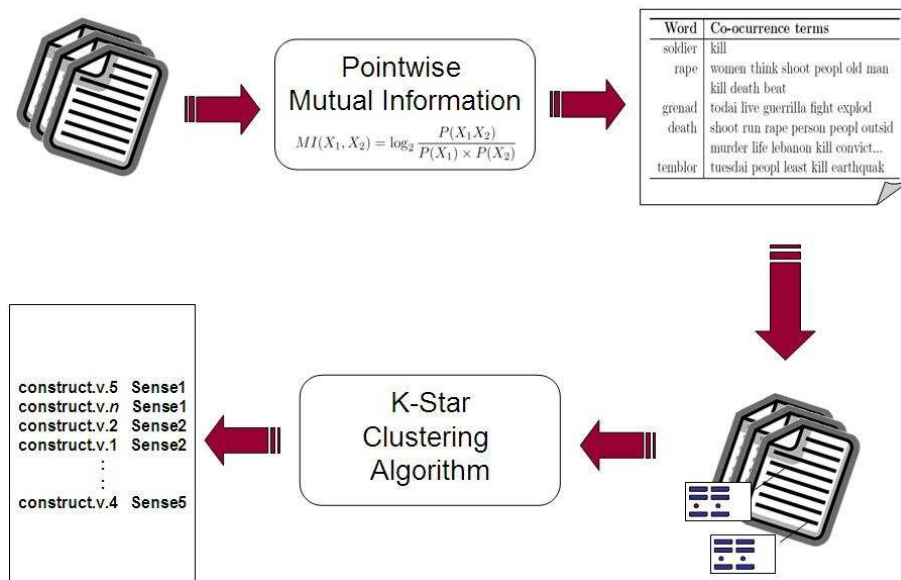 Pointwise
Mutual Information
MI(X₁, X₂) = log₂ P(X₁X₂) / P(X₁) × P(X₂)
Word Co-ocurrence terms
soldier kill
rape women think shoot peopl old man
kill death beat
grenad todai live guerrilla fight explod
death shoot run rape person peopl outsid
murder life lebanon kill convict...
temblor tuesdai peopl least kill earthquak
K-Star
Clustering
Algorithm
construct.v.5 Sense1
construct.v.n Sense1
construct.v.2 Sense2
construct.v.1 Sense2
:
:
construct.v.4 Sense5